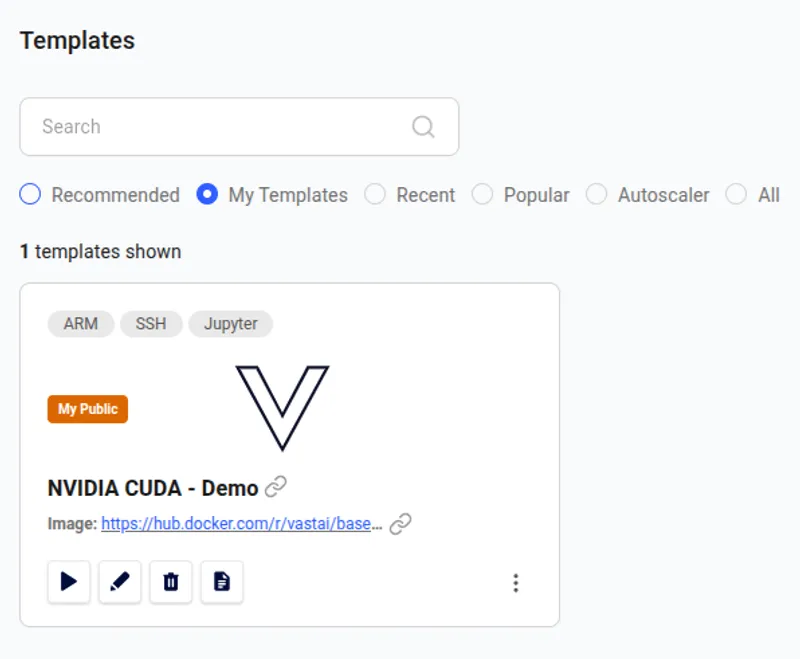 Templates
Search
Recommended My Templates Recent Popular Autoscaler All
1 templates shown
ARM SSH Jupyter
My Public
NVIDIA CUDA - Demo
Image: https://hub.docker.com/r/vastai/base...